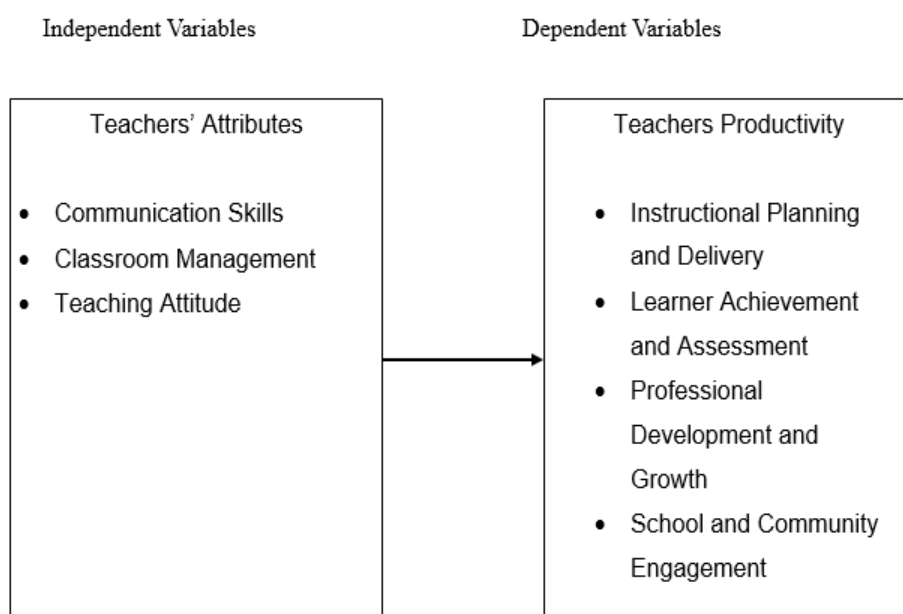 Independent Variables
Dependent Variables
Teachers’ Attributes
• Communication Skills
• Classroom Management
• Teaching Attitude
Teachers Productivity
• Instructional Planning
and Delivery
• Learner Achievement
and Assessment
• Professional
Development and
Growth
• School and Community
Engagement